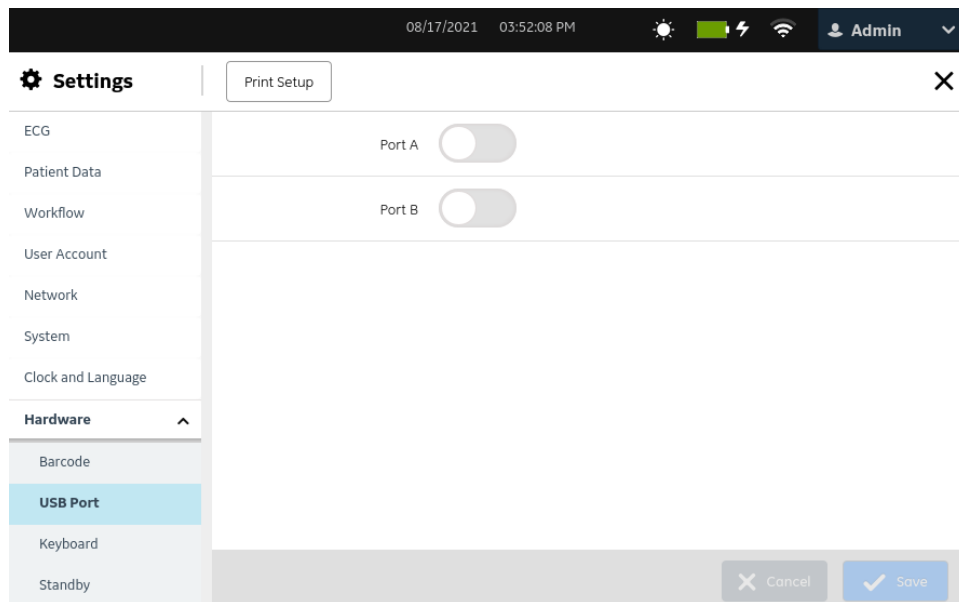 08/17/2021 03:52:08 PM Admin
Settings Print Setup
ECG
Patient Data
Workflow
User Account
Network
System
Clock and Language
Hardware
Barcode
USB Port
Keyboard
Standby
Port A
Port B
Cancel Save